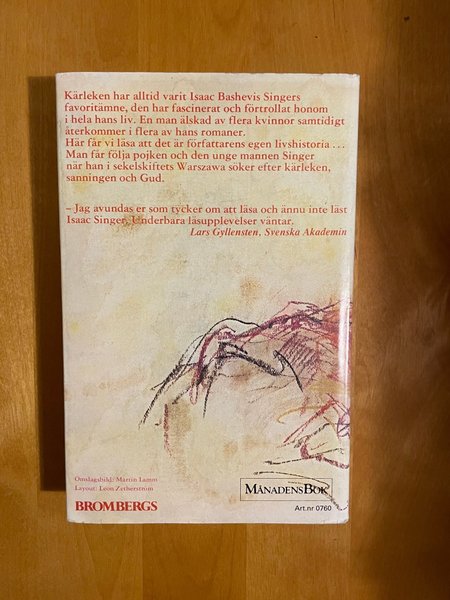 Kärleken har alltid varit Isaac Bashevis Singers
favoritämne, den har fascinerat och förtrollat honom
i hela hans liv. En man älskad av flera kvinnor samtidigt
återkommer i flera av hans romaner.
Här får vi läsa att det är författarens egen livshistoria ...
Man får följa pojken och den unge mannen Singer
när han i sekelskiftets Warszawa söker efter kärleken,
sanningen och Gud.
– Jag avundas er som tycker om att läsa och ännu inte läst
Isaac Singer. Underbara läsupplevelser väntar.
Lars Gyllensten, Svenska Akademin
Omslagsbild: Martin Lamm
Layout: Leon Zetherström
BROMBERGS
MÅNADENS BOK
Art.nr 0760